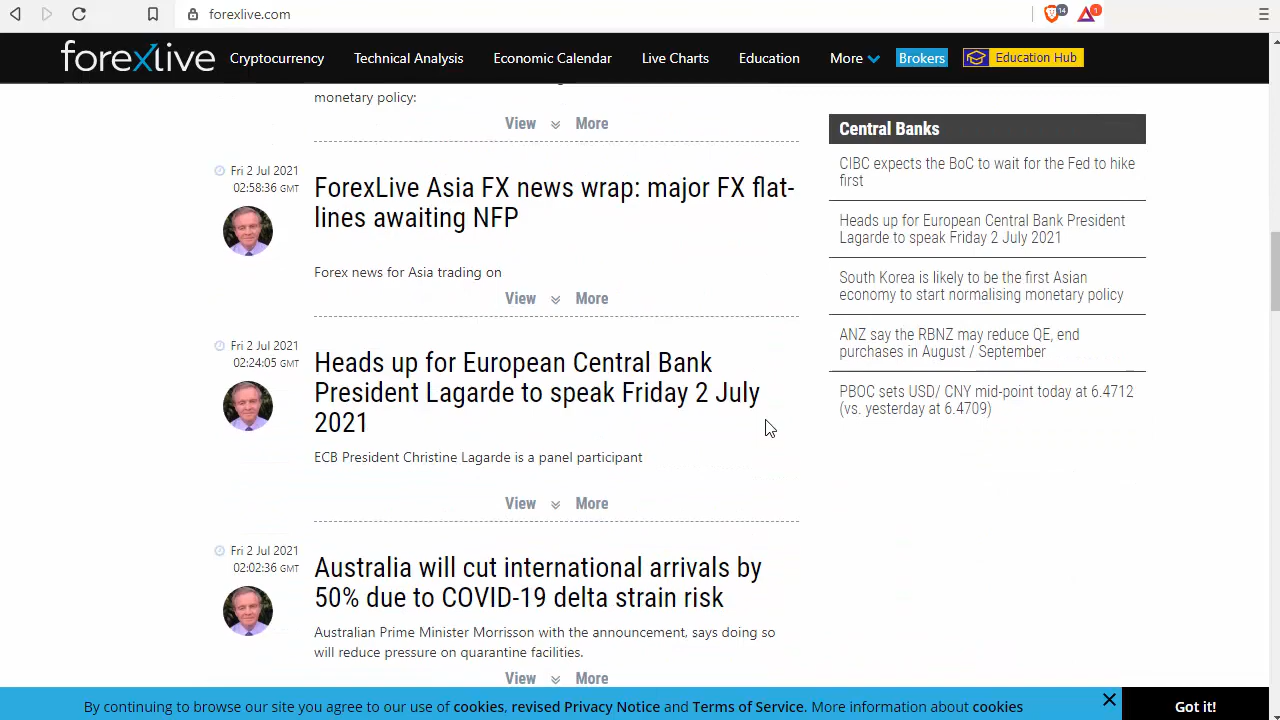 forexlive.com
14
1
forexlive
Cryptocurrency
Technical Analysis
Economic Calendar
Live Charts
Education
More
Brokers
Education Hub
monetary policy:
View More
Fri 2 Jul 2021
02:58:36 GMT
ForexLive Asia FX news wrap: major FX flat-
lines awaiting NFP
Forex news for Asia trading on
View More
Fri 2 Jul 2021
02:24:05 GMT
Heads up for European Central Bank
President Lagarde to speak Friday 2 July
2021
ECB President Christine Lagarde is a panel participant
View More
Fri 2 Jul 2021
02:02:36 GMT
Australia will cut international arrivals by
50% due to COVID-19 delta strain risk
Australian Prime Minister Morrisson with the announcement, says doing so
will reduce pressure on quarantine facilities.
View More
Central Banks
CIBC expects the BoC to wait for the Fed to hike
first
Heads up for European Central Bank President
Lagarde to speak Friday 2 July 2021
South Korea is likely to be the first Asian
economy to start normalising monetary policy
ANZ say the RBNZ may reduce QE, end
purchases in August / September
PBOC sets USD/ CNY mid-point today at 6.4712
(vs. yesterday at 6.4709)
By continuing to browse our site you agree to our use of cookies, revised Privacy Notice and Terms of Service. More information about cookies
Got it!